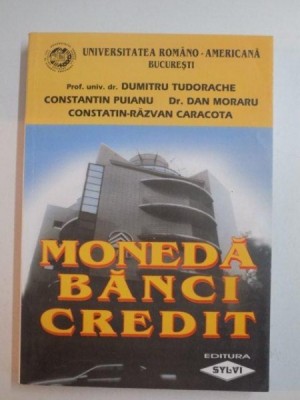 UNIVERSITATEA ROMÂNO - AMERICANĂ
BUCUREŞTI
Prof. univ. dr. DUMITRU TUDORACHE
CONSTANTIN PUIANU Dr. DAN MORARU
CONSTATIN-RĂZVAN CARACOTA
MONEDĂ
BĂNCI
CREDIT
EDITURA
SYLVI